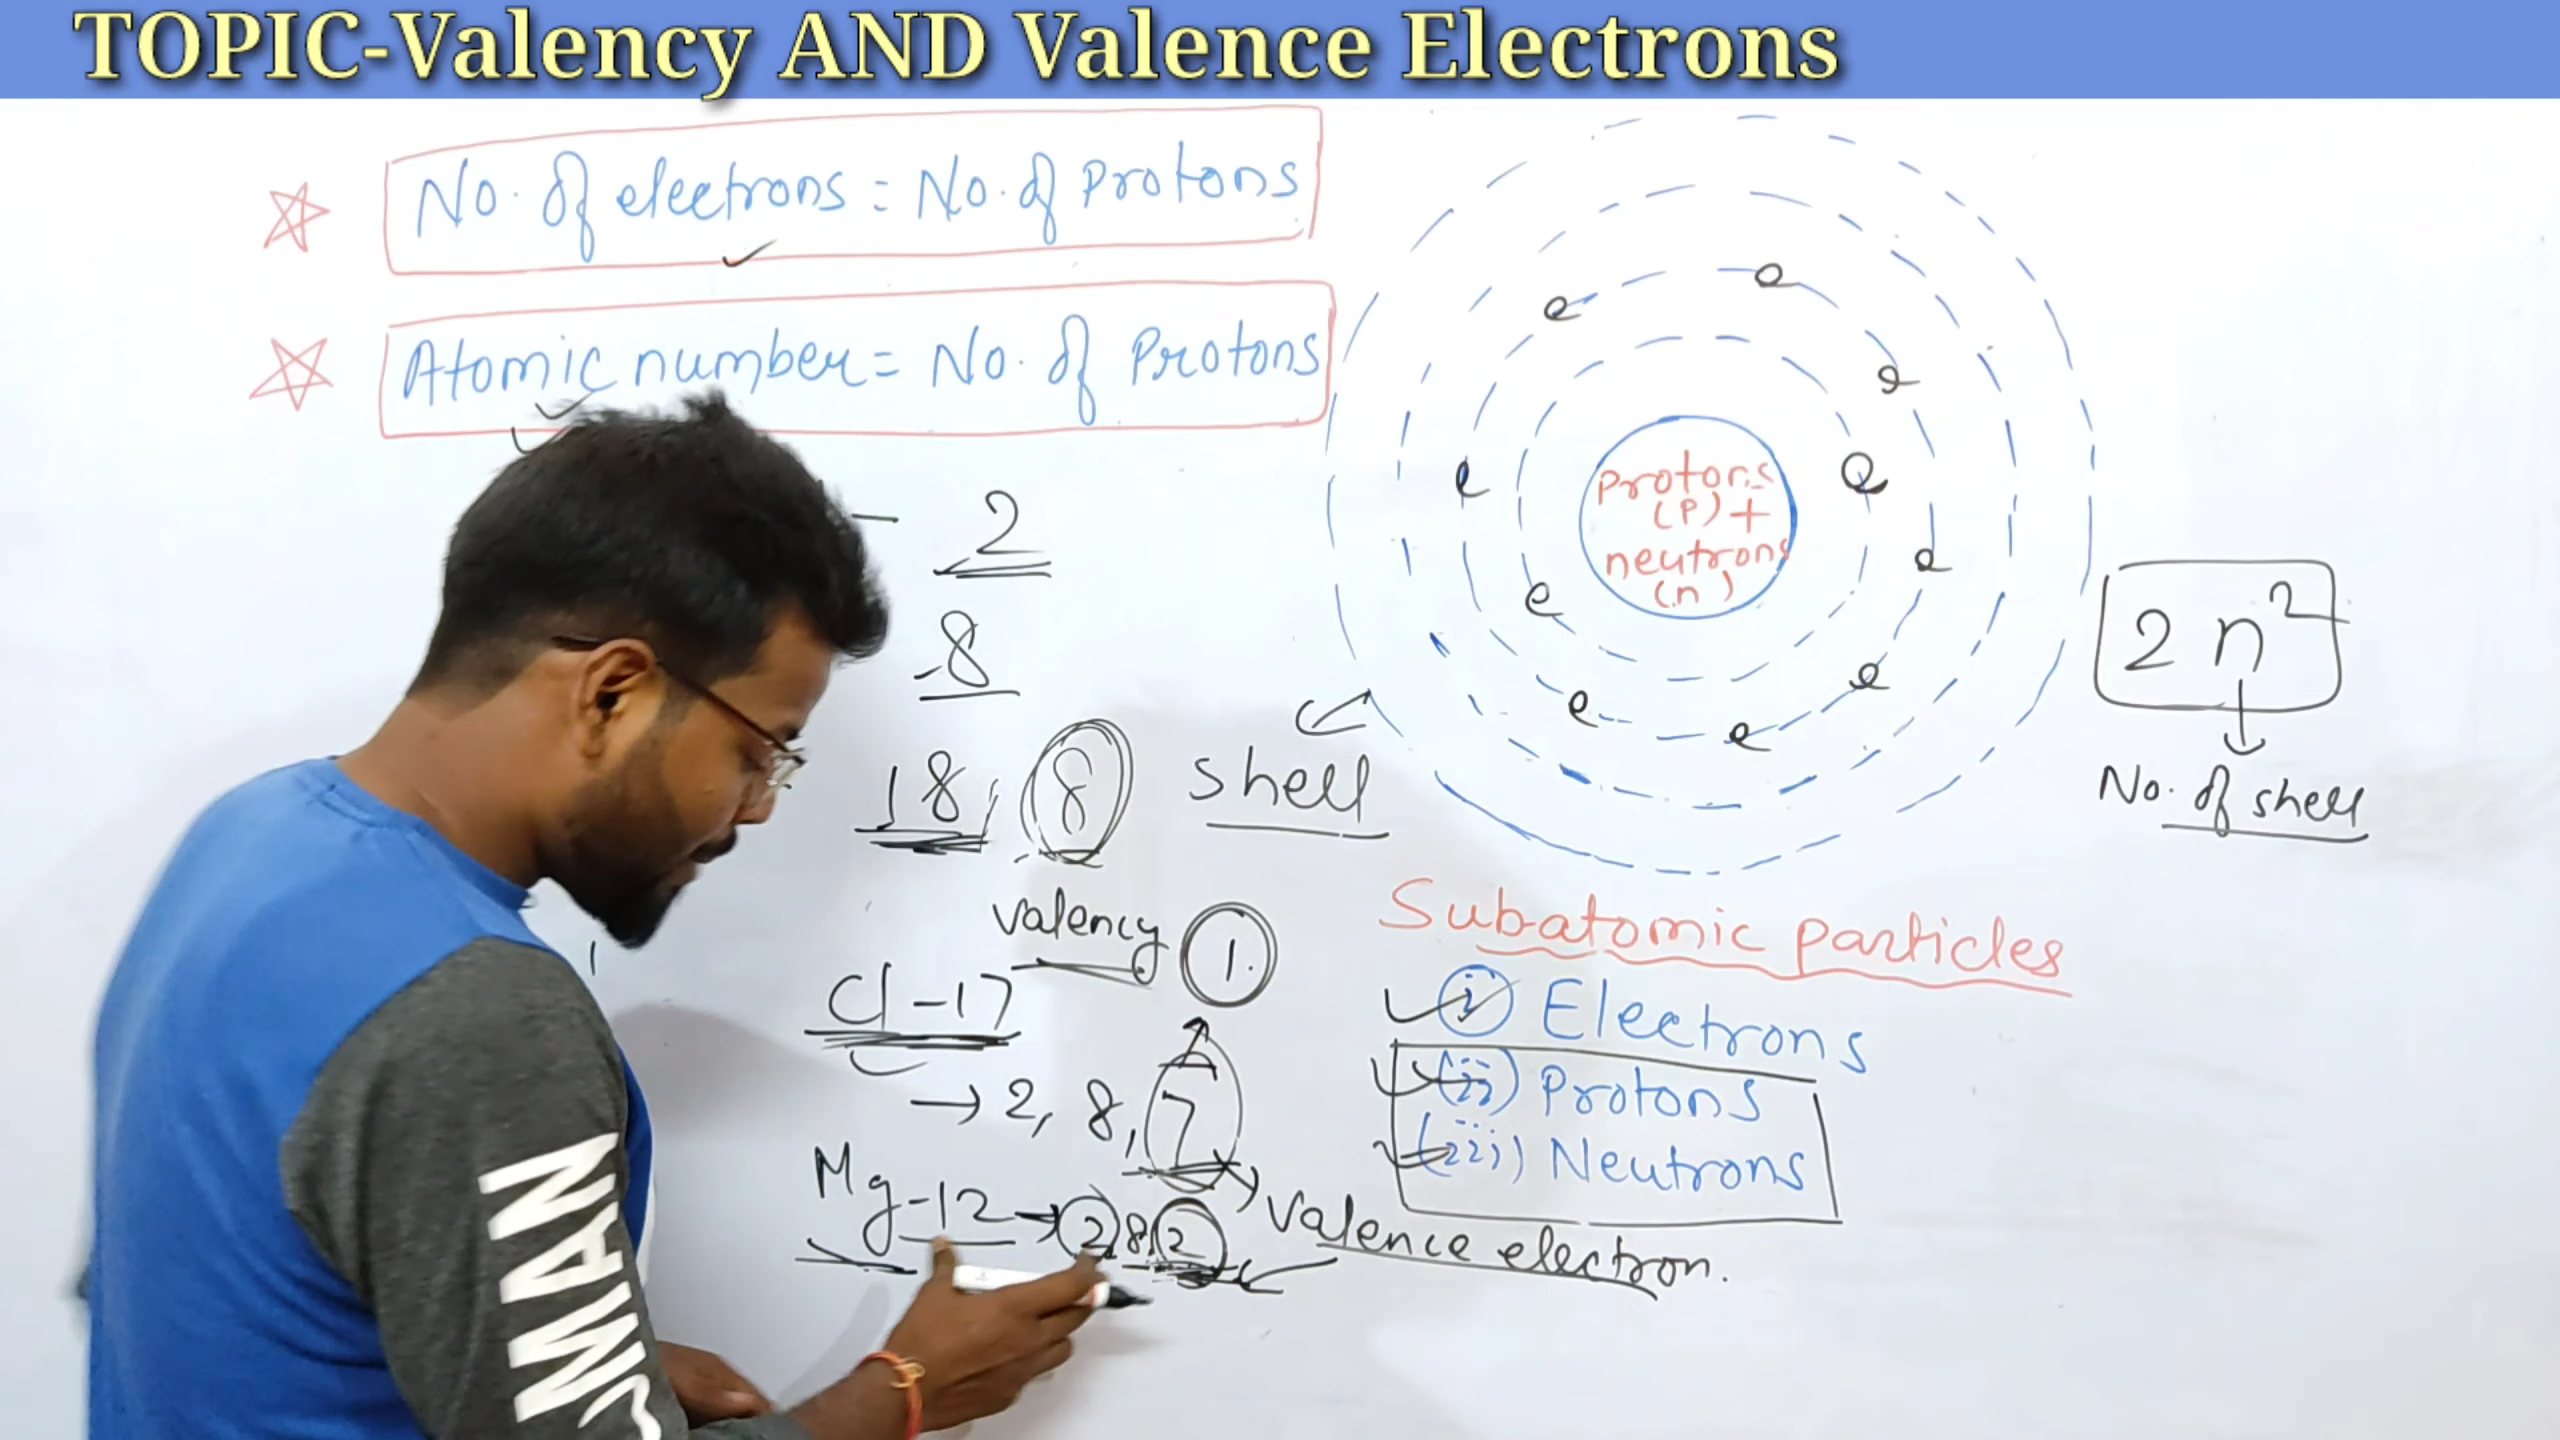 TOPIC-Valency AND Valence Electrons
No. of electrons = No. of Protons
Atomic number = No. of Protons
- 2
-8
18, 8
shell
Protons
(P) +
neutrons
(n)
e
e
e
e
e
e
e
e
e
e
2 n²
No. of shell
Valency 1.
Cl -17
→ 2, 8, 7
Mg -12 → 2, 8, 2
Valence electron.
Subatomic particles
(i) Electrons
(ii) Protons
(iii) Neutrons
MAN